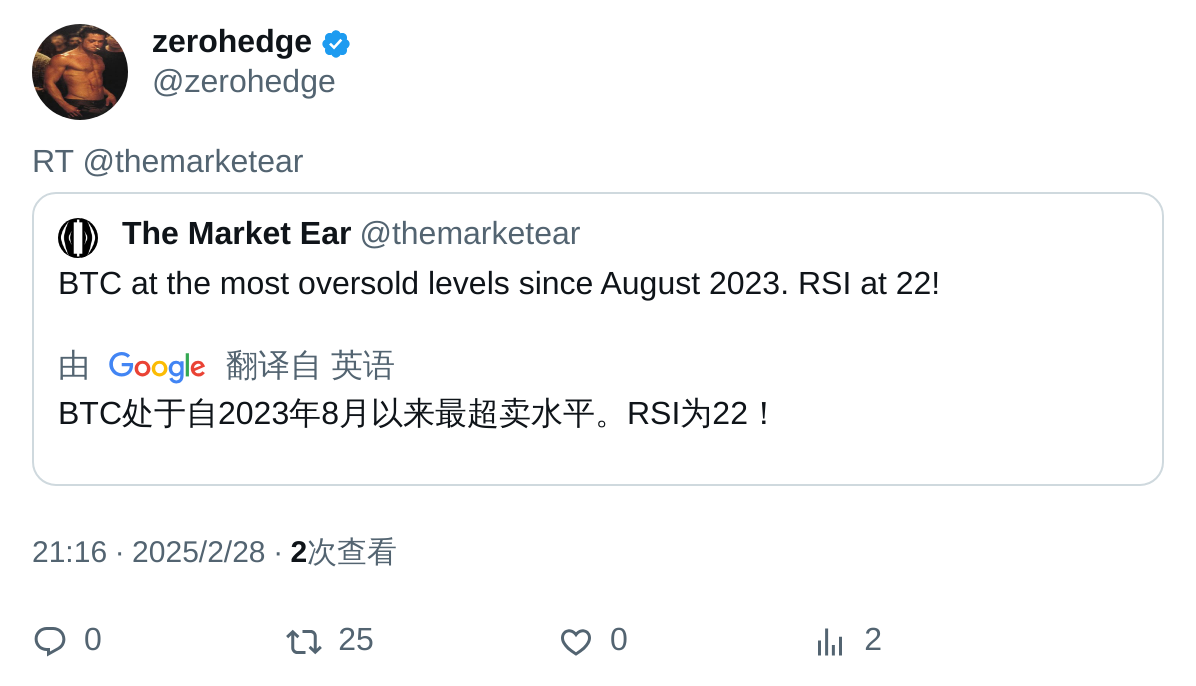 zerohedge
@zerohedge
RT @themarketear
The Market Ear @themarketear
BTC at the most oversold levels since August 2023. RSI at 22!
由 Google 翻译自 英语
BTC处于自2023年8月以来最超卖水平。RSI为22！
21:16 · 2025/2/28 · 2次查看
0 25 0 2